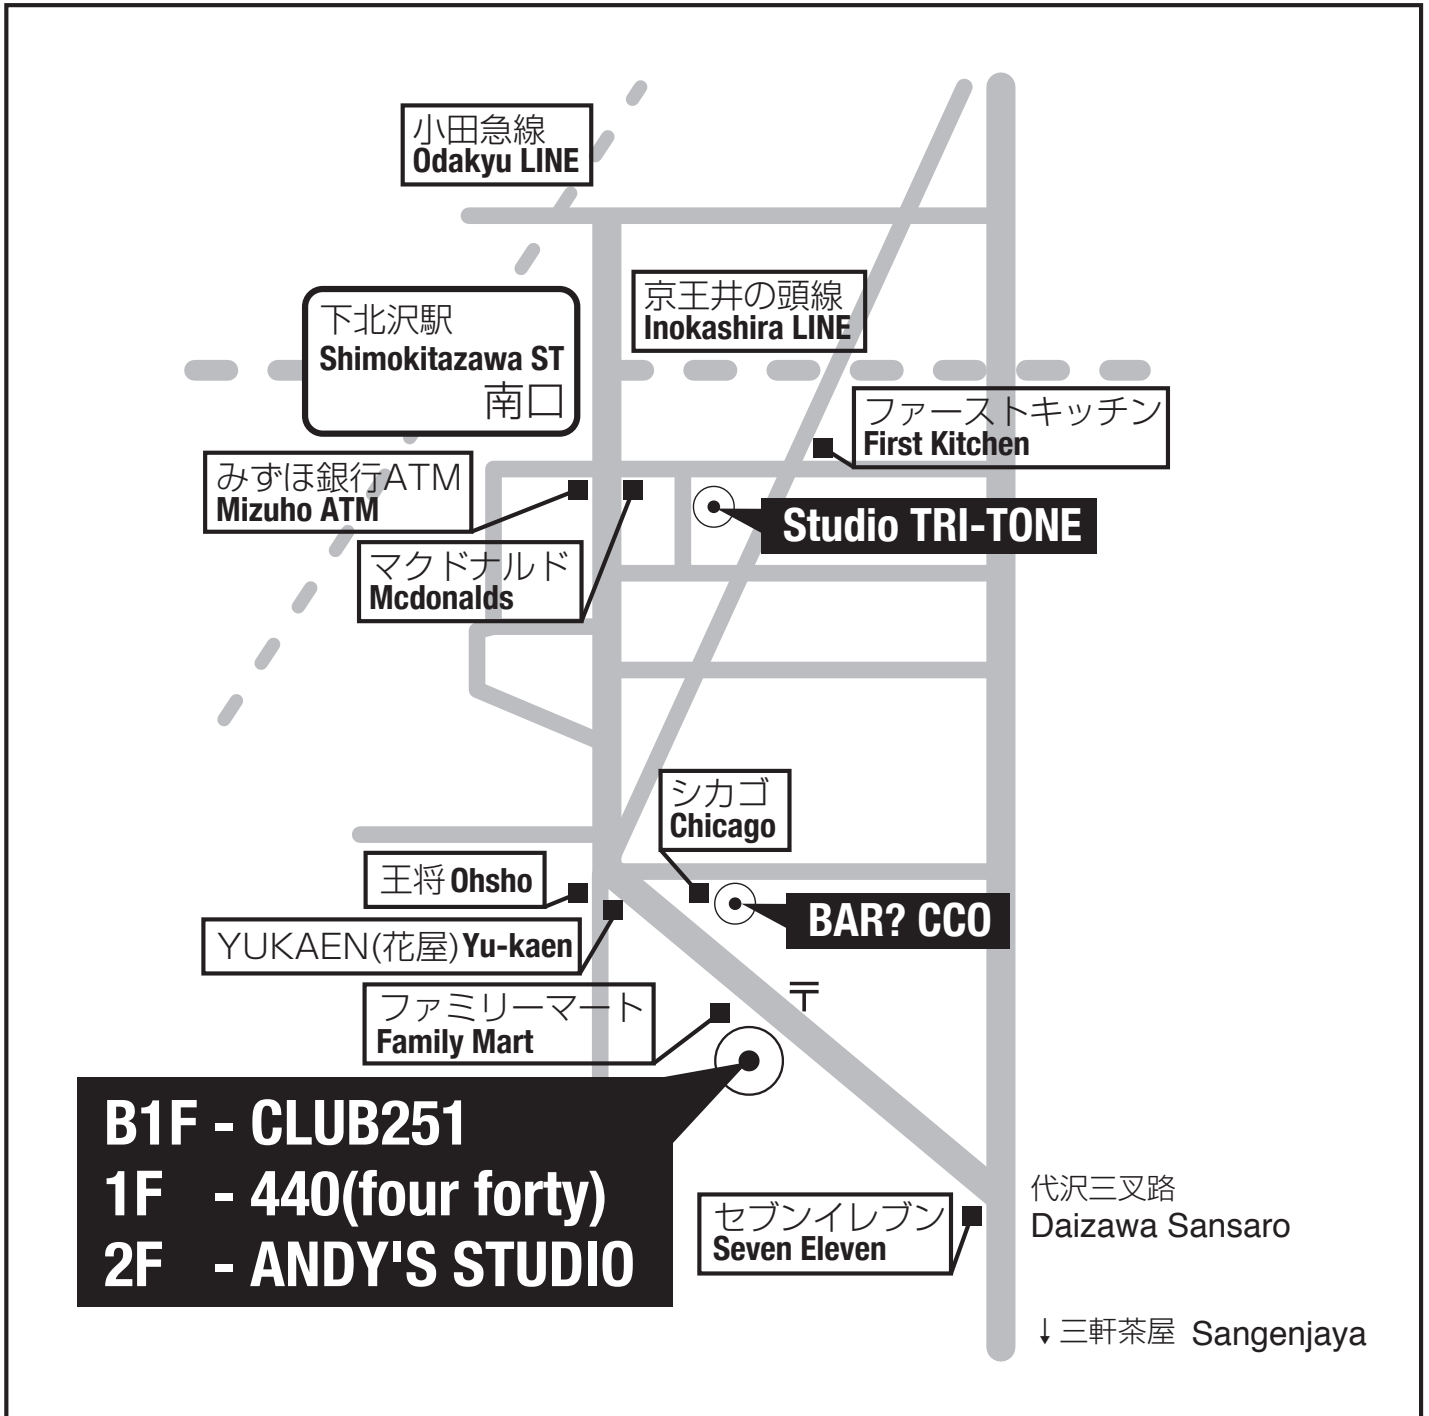 小田急線
Odakyu LINE
京王井の頭線
Inokashira LINE
下北沢駅
Shimokitazawa ST
南口
ファーストキッチン
First Kitchen
みずほ銀行ATM
Mizuho ATM
Studio TRI-TONE
マクドナルド
Mcdonalds
シカゴ
Chicago
王将 Ohsho
BAR? CCO
YUKAEN(花屋) Yu-kaen
〒
ファミリーマート
Family Mart
B1F - CLUB251
1F - 440(four forty)
2F - ANDY'S STUDIO
セブンイレブン
Seven Eleven
代沢三叉路
Daizawa Sansaro
↓三軒茶屋 Sangenjaya